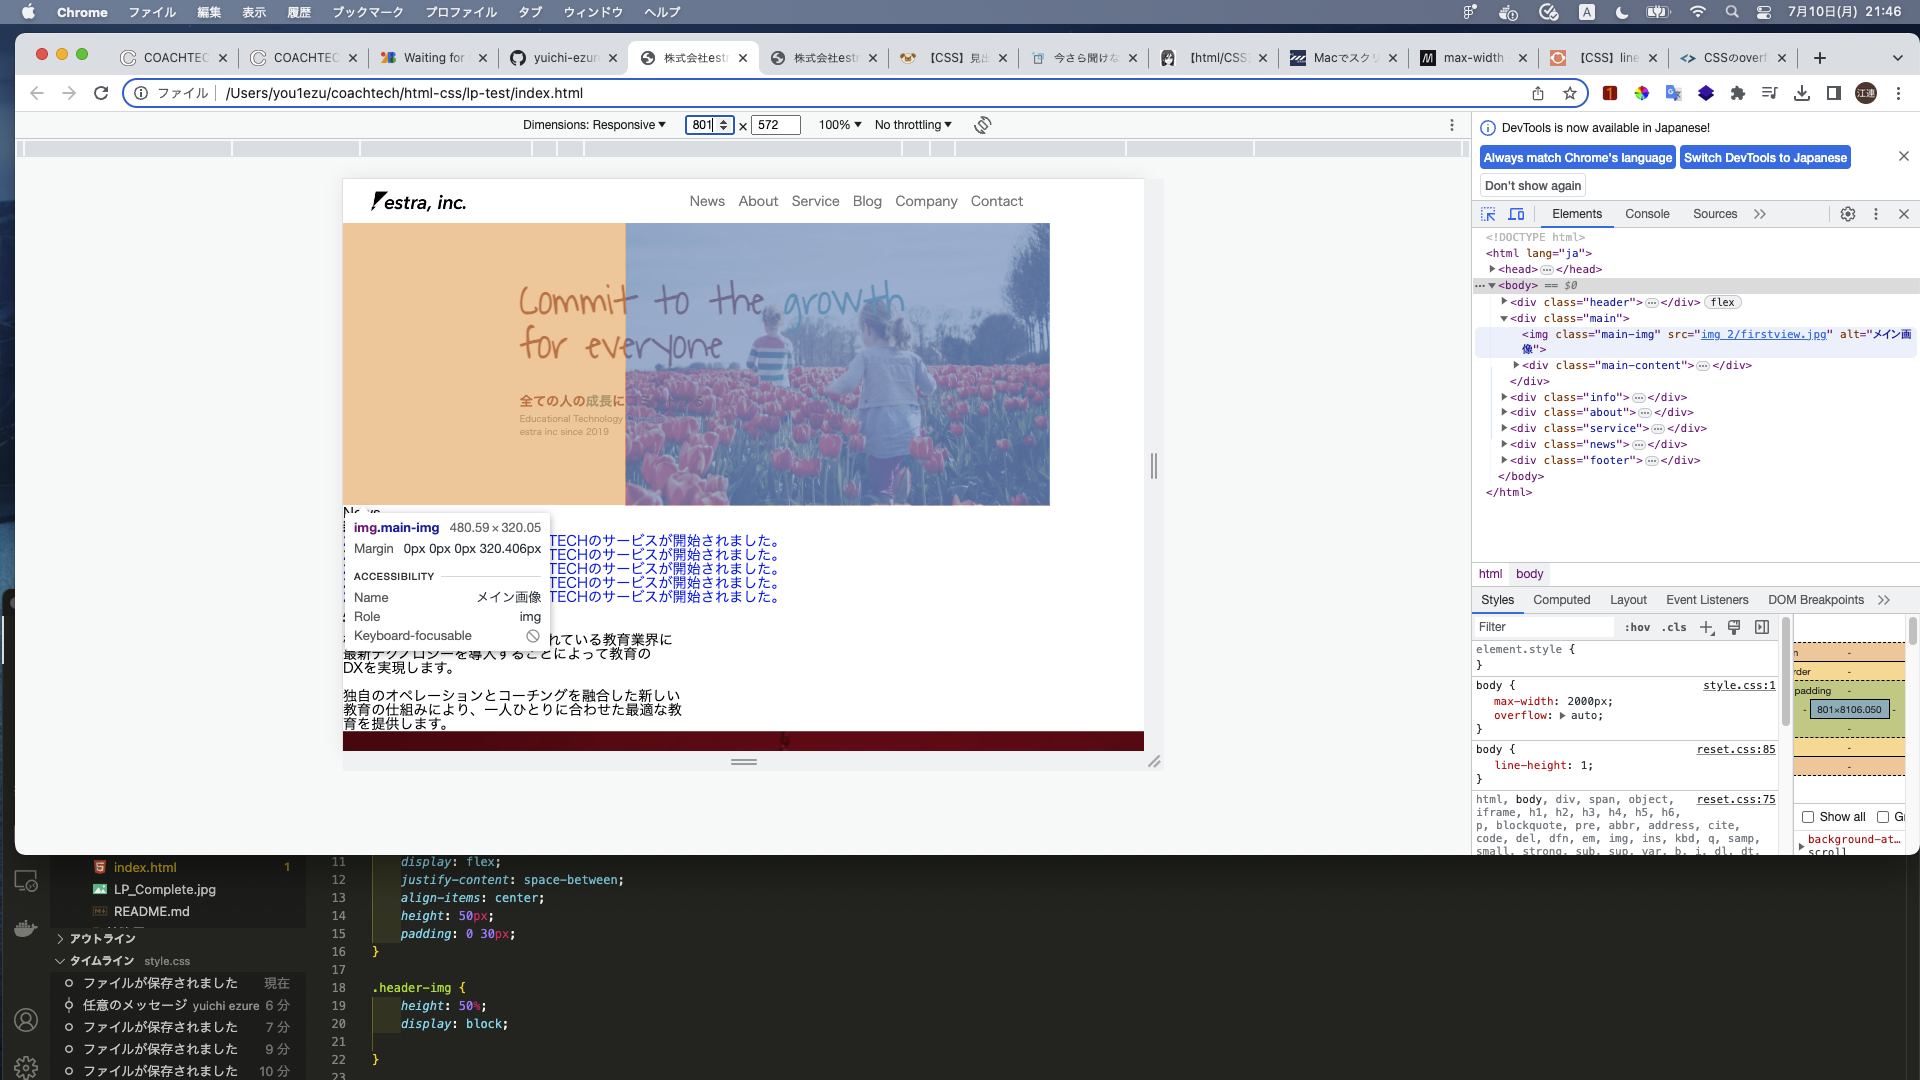 Chrome ファイル 編集 表示 履歴 ブックマーク プロファイル タブ ウィンドウ ヘルプ A 7月10日(月) 21:46
COACHTEC COACHTEC Waiting for yuichi-ezur 株式会社estr 株式会社estr 【CSS】見出 今さら聞けな 【html/CSS Macでスクリ max-width 【CSS】line CSSのoverf
ファイル /Users/you1ezu/coachtech/html-css/lp-test/index.html 江連
Dimensions: Responsive 801 × 572 100% No throttling
DevTools is now available in Japanese!
Always match Chrome's language Switch DevTools to Japanese
Don't show again
Elements Console Sources
estra, inc. News About Service Blog Company Contact
Commit to the growth
for everyone
全ての人の成長に
Educational Technology
estra inc since 2019
News
img.main-img 480.59 × 320.05
Margin 0px 0px 0px 320.406px
ACCESSIBILITY
Name メイン画像
Role img
Keyboard-focusable
TECHのサービスが開始されました。
TECHのサービスが開始されました。
TECHのサービスが開始されました。
TECHのサービスが開始されました。
TECHのサービスが開始されました。
れている教育業界に
最新テクノロジーを導入することによって教育の
DXを実現します。
独自のオペレーションとコーチングを融合した新しい
教育の仕組みにより、一人ひとりに合わせた最適な教
育を提供します。
<!DOCTYPE html>
<html lang="ja">
<head> </head>
<body> == $0
<div class="header"> </div> flex
<div class="main">
<img class="main-img" src="img 2/firstview.jpg" alt="メイン画
像">
<div class="main-content"> </div>
</div>
<div class="info"> </div>
<div class="about"> </div>
<div class="service"> </div>
<div class="news"> </div>
<div class="footer"> </div>
</body>
</html>
html body
Styles Computed Layout Event Listeners DOM Breakpoints
Filter :hov .cls
element.style {
}
body { style.css:1
max-width: 2000px;
overflow: auto;
}
body { reset.css:85
line-height: 1;
}
html, body, div, span, object, reset.css:75
iframe, h1, h2, h3, h4, h5, h6,
p, blockquote, pre, abbr, address, cite,
code, del, dfn, em, img, ins, kbd, q, samp,
small, strong, sub, sup, var, b, i, dl, dt,
n -
rder -
padding -
- 801×8106.050 -
-
-
-
Show all Gr
background-at…
scroll
index.html 1
LP_Complete.jpg
README.md
アウトライン
タイムライン style.css
ファイルが保存されました 現在
任意のメッセージ yuichi ezure 6 分
ファイルが保存されました 7 分
ファイルが保存されました 9 分
ファイルが保存されました 10 分
11 display: flex;
12 justify-content: space-between;
13 align-items: center;
14 height: 50px;
15 padding: 0 30px;
16 }
17
18 .header-img {
19 height: 50%;
20 display: block;
21
22 }
23